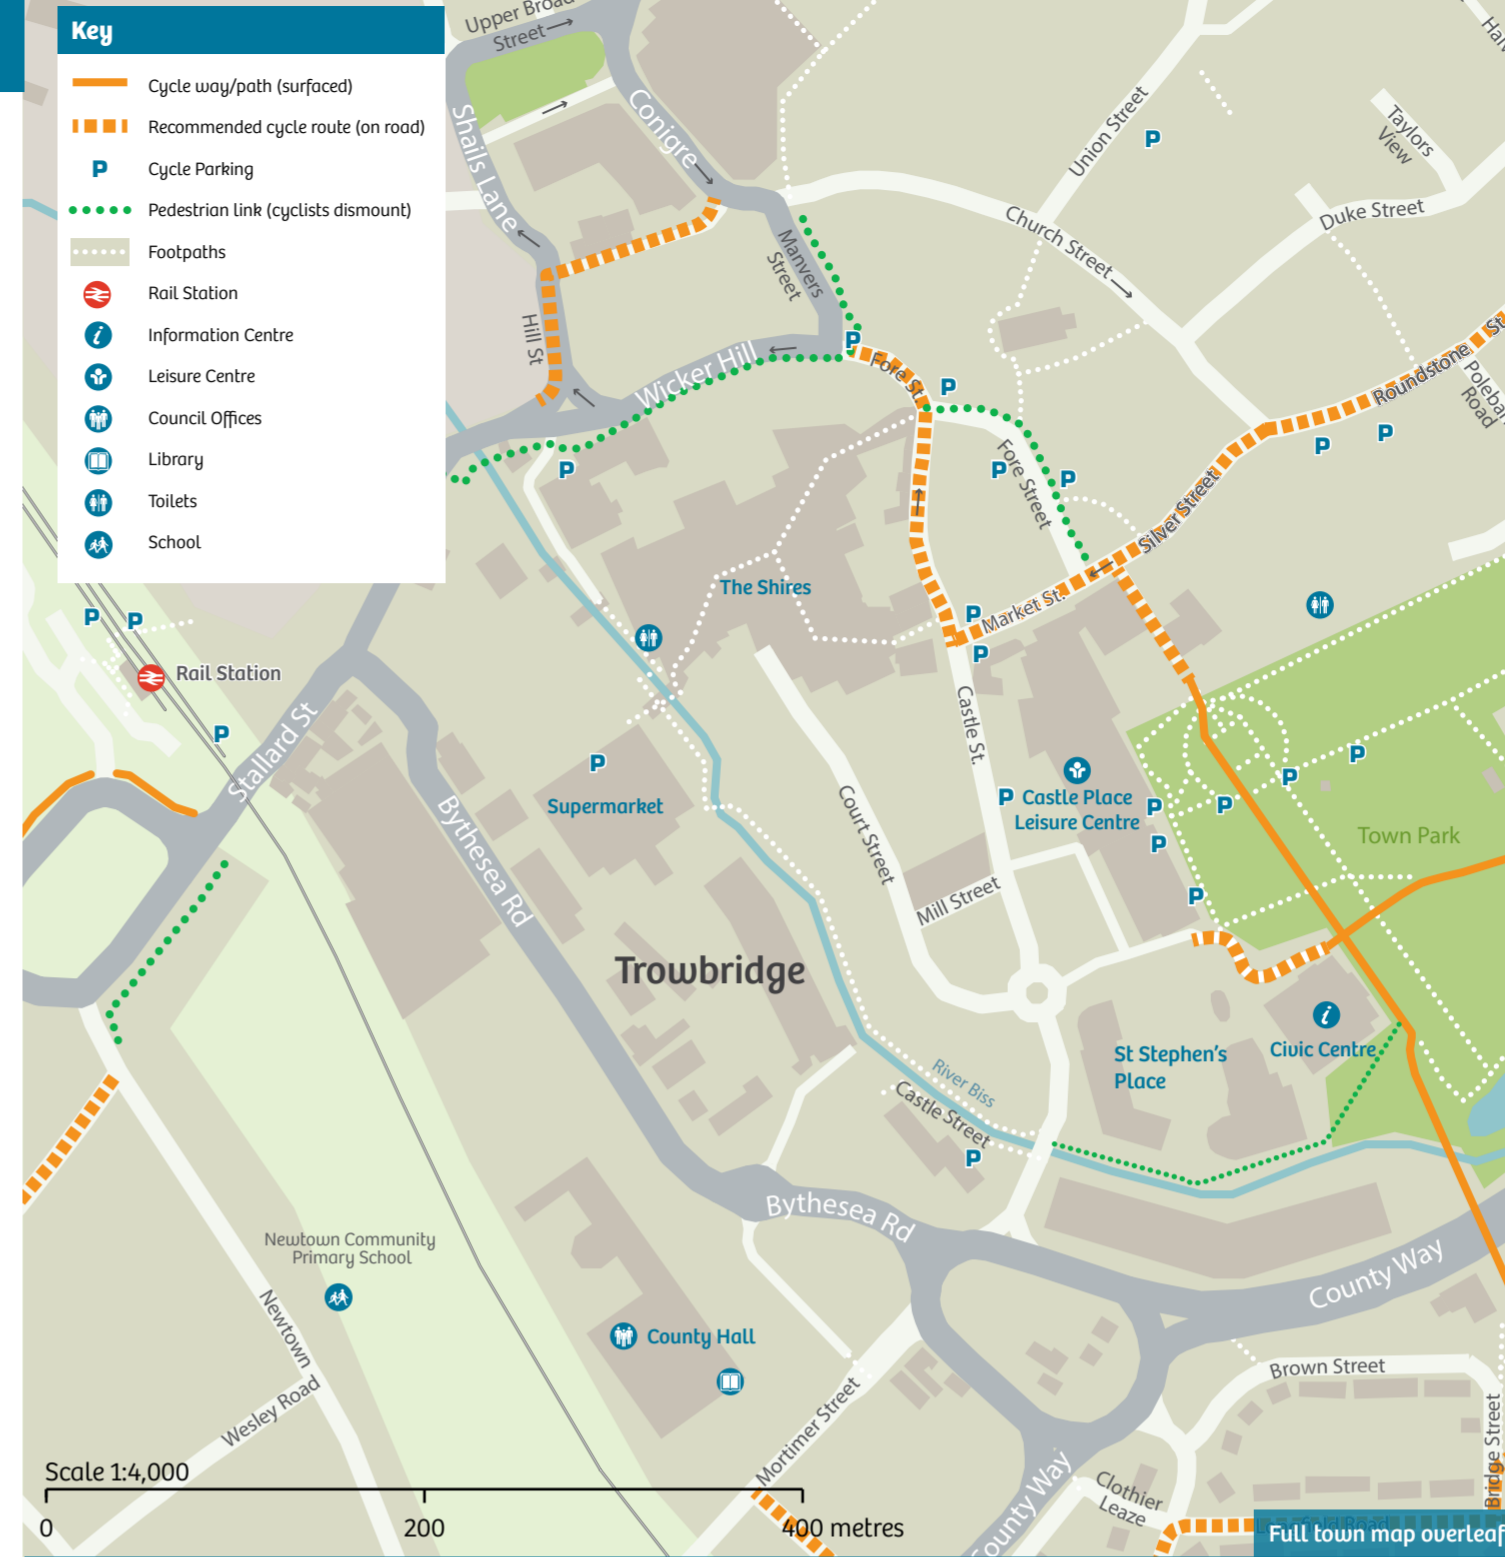 Key
Cycle way/path (surfaced)
Recommended cycle route (on road)
P
Cycle Parking
Pedestrian link (cyclists dismount)
Footpaths
Rail Station
i
Information Centre
Leisure Centre
Council Offices
Library
Toilets
School
Upper Broad
Street
Shails Lane
Conigre
Hill St
Manvers
Street
Wicker Hill
P
Fore St.
P
P
Fore Street
P
P
Church Street
Union Street
P
Taylors
View
Duke Street
Roundstone
St
Polebar
Road
P
P
Silver Street
Market St.
P
P
The Shires
P
P
Rail Station
P
Stallard St
Bythesea Rd
P
Supermarket
Court Street
Castle St.
P
Castle Place
Leisure Centre
P
P
P
P
P
P
Town Park
Mill Street
Trowbridge
St Stephen's
Place
i
Civic Centre
River Biss
Castle Street
P
Bythesea Rd
County Way
Newtown Community
Primary School
Newtown
Wesley Road
County Hall
Mortimer Street
Brown Street
Bridge Street
Clothier
Leaze
County Way
Scale 1:4,000
0
200
400 metres
Full town map overleaf